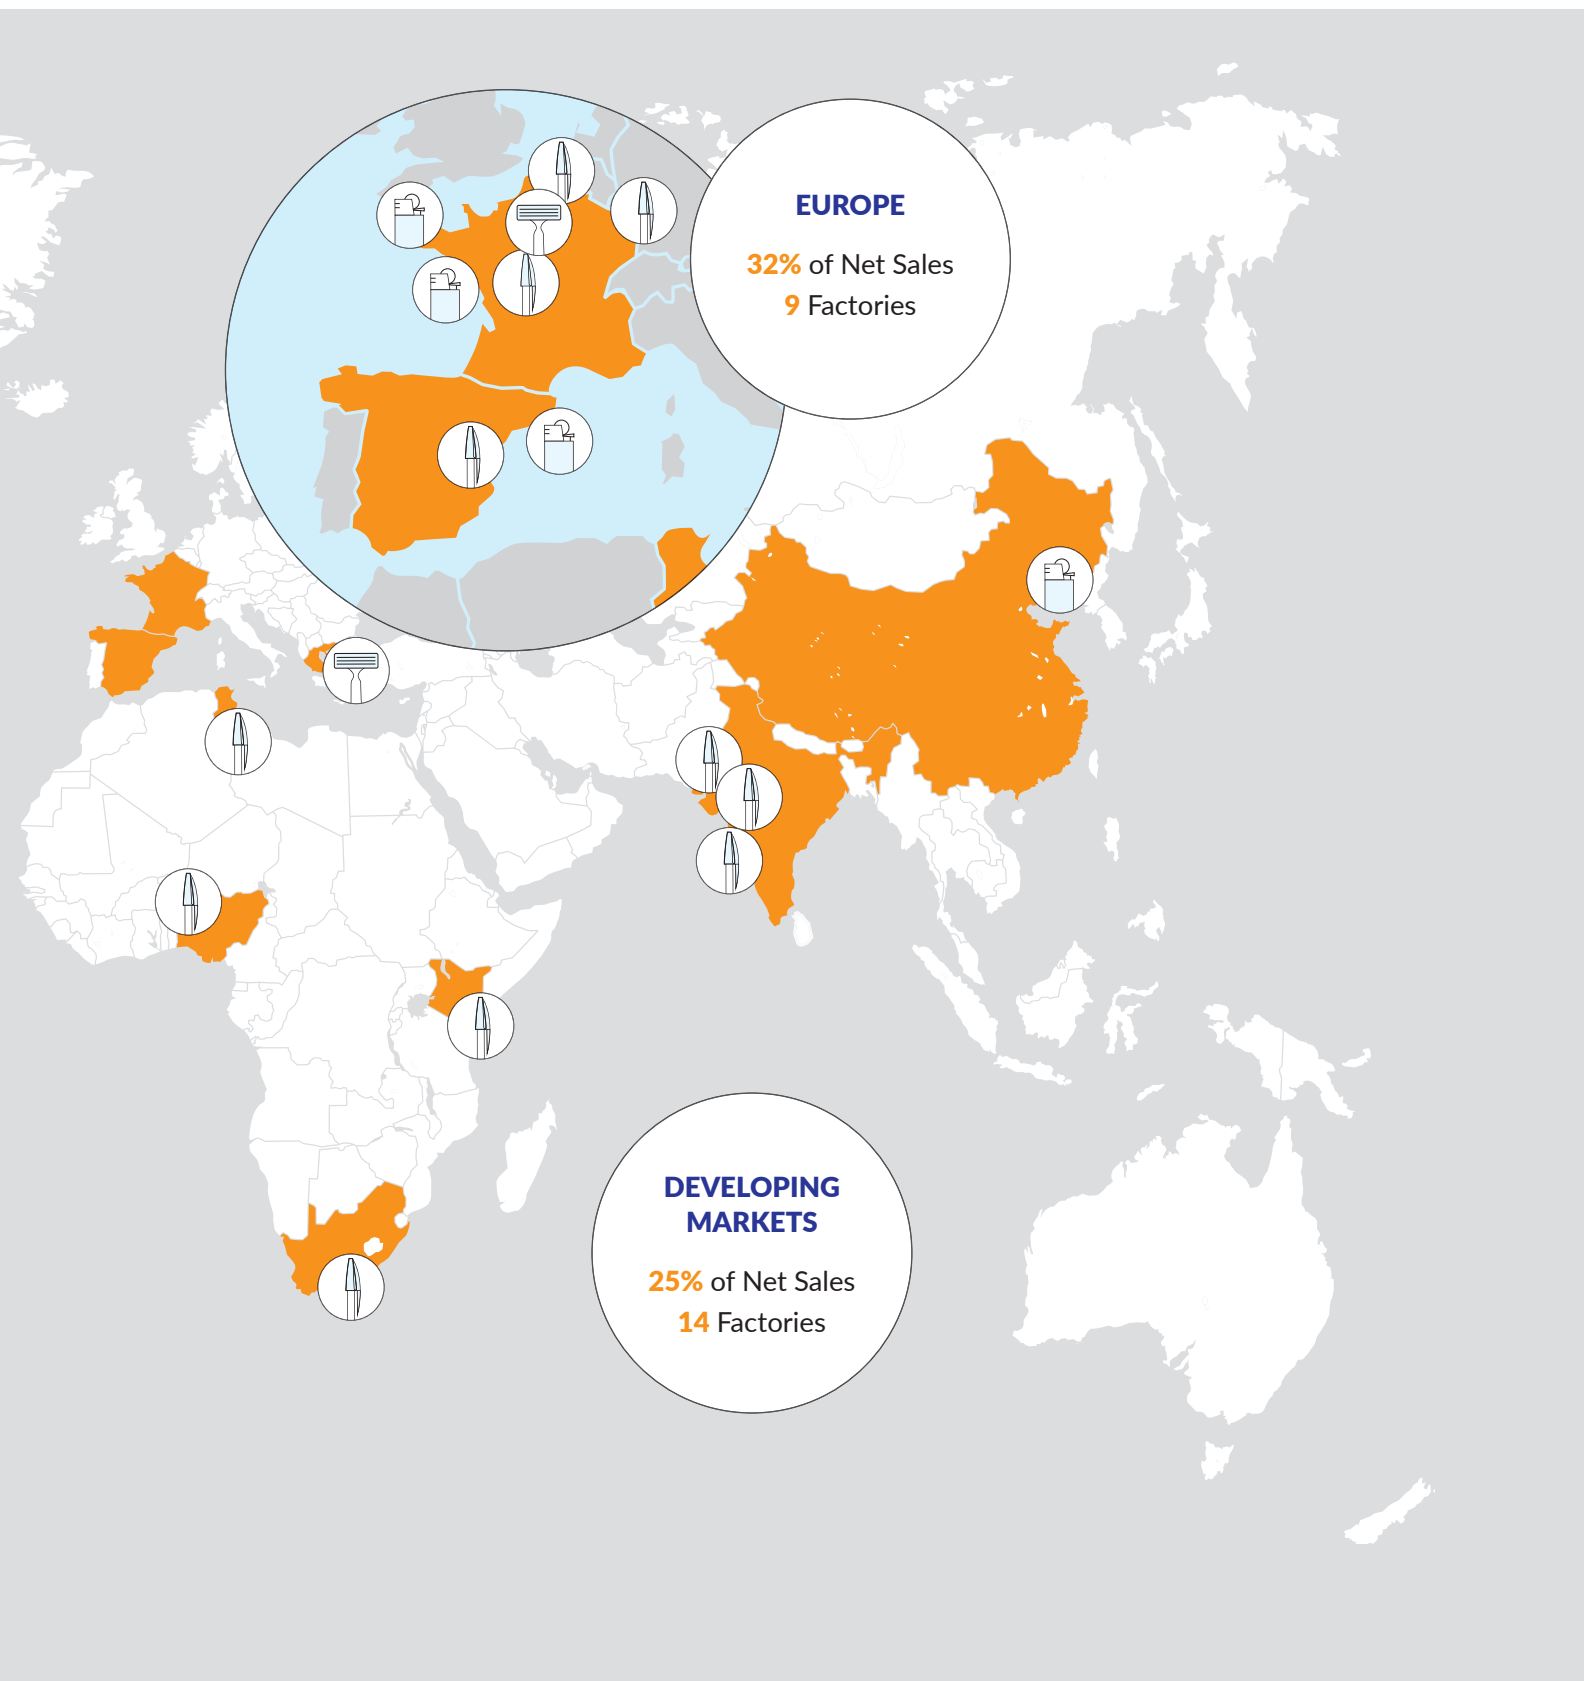 EUROPE
32% of Net Sales
9 Factories
DEVELOPING
MARKETS
25% of Net Sales
14 Factories